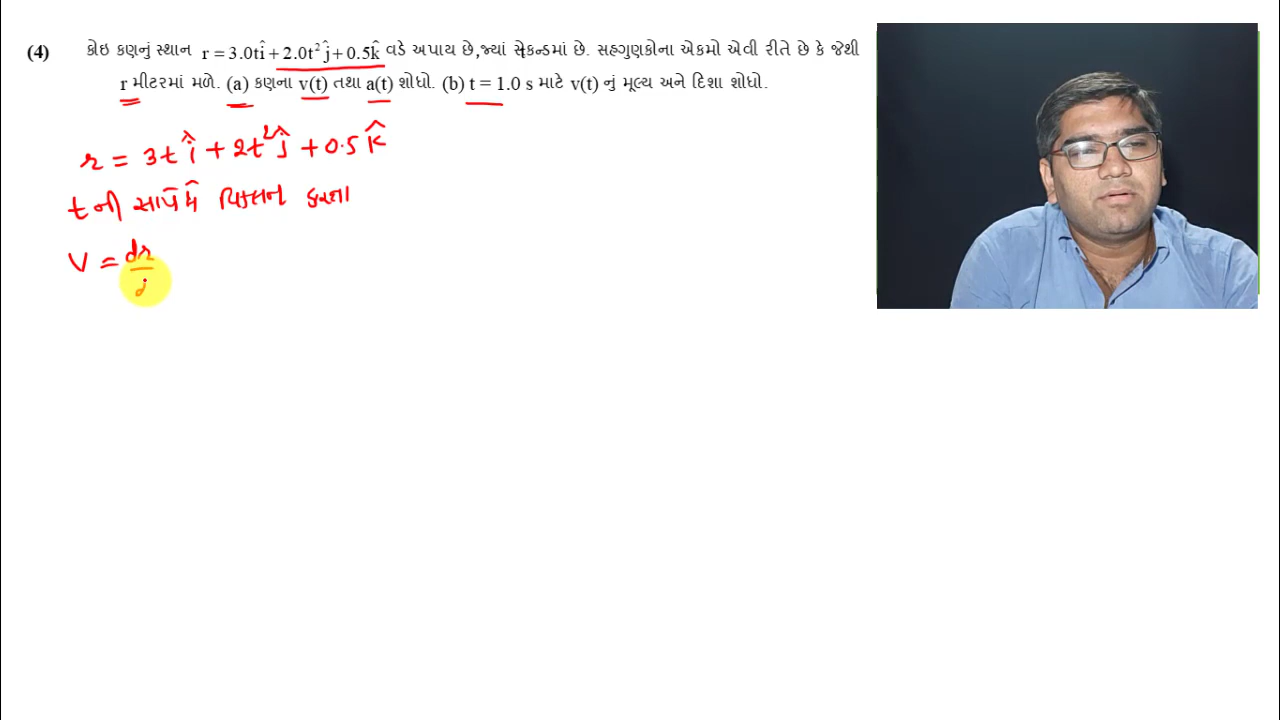 (4) કોઇ કણનું સ્થાન r = 3.0tî + 2.0t² ĵ + 0.5k̂ વડે અપાય છે,જ્યાં t સેકન્ડમાં છે. સહગુણકોના એકમો એવી રીતે છે કે જેથી
r મીટરમાં મળે. (a) કણના v(t) તથા a(t) શોધો. (b) t = 1.0 s માટે v(t) નું મૂલ્ય અને દિશા શોધો.
r = 3t î + 2t² ĵ + 0.5 k̂
t ની સાપેક્ષે વિકલન કરતા
V = dr